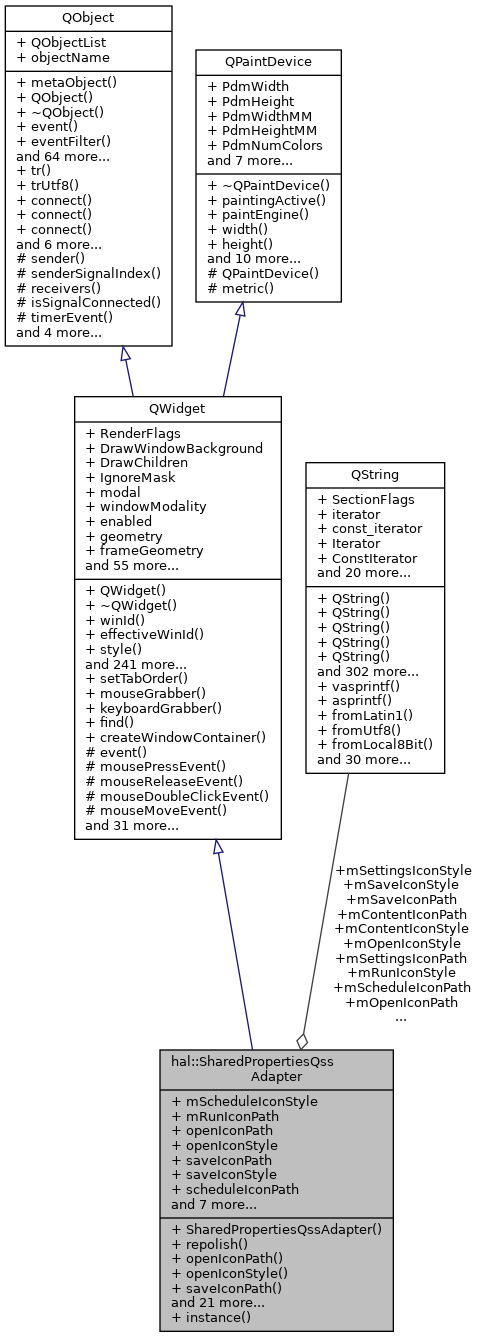 QObject
+ QObjectList
+ objectName
+ metaObject()
+ QObject()
+ ~QObject()
+ event()
+ eventFilter()
and 64 more...
+ tr()
+ trUtf8()
+ connect()
+ connect()
+ connect()
and 6 more...
# sender()
# senderSignalIndex()
# receivers()
# isSignalConnected()
# timerEvent()
and 4 more...
QPaintDevice
+ PdmWidth
+ PdmHeight
+ PdmWidthMM
+ PdmHeightMM
+ PdmNumColors
and 7 more...
+ ~QPaintDevice()
+ paintingActive()
+ paintEngine()
+ width()
+ height()
and 10 more...
# QPaintDevice()
# metric()
QWidget
+ RenderFlags
+ DrawWindowBackground
+ DrawChildren
+ IgnoreMask
+ modal
+ windowModality
+ enabled
+ geometry
+ frameGeometry
and 55 more...
+ QWidget()
+ ~QWidget()
+ winId()
+ effectiveWinId()
+ style()
and 241 more...
+ setTabOrder()
+ mouseGrabber()
+ keyboardGrabber()
+ find()
+ createWindowContainer()
# event()
# mousePressEvent()
# mouseReleaseEvent()
# mouseDoubleClickEvent()
# mouseMoveEvent()
and 31 more...
QString
+ SectionFlags
+ iterator
+ const_iterator
+ Iterator
+ ConstIterator
and 20 more...
+ QString()
+ QString()
+ QString()
+ QString()
+ QString()
and 302 more...
+ vasprintf()
+ asprintf()
+ fromLatin1()
+ fromUtf8()
+ fromLocal8Bit()
and 30 more...
+mSettingsIconStyle
+mSaveIconStyle
+mSaveIconPath
+mContentIconPath
+mContentIconStyle
+mOpenIconStyle
+mSettingsIconPath
+mRunIconStyle
+mScheduleIconPath
+mOpenIconPath
...
hal::SharedPropertiesQss
Adapter
+ mScheduleIconStyle
+ mRunIconPath
+ openIconPath
+ openIconStyle
+ saveIconPath
+ saveIconStyle
+ scheduleIconPath
and 7 more...
+ SharedPropertiesQssAdapter()
+ repolish()
+ openIconPath()
+ openIconStyle()
+ saveIconPath()
and 21 more...
+ instance()